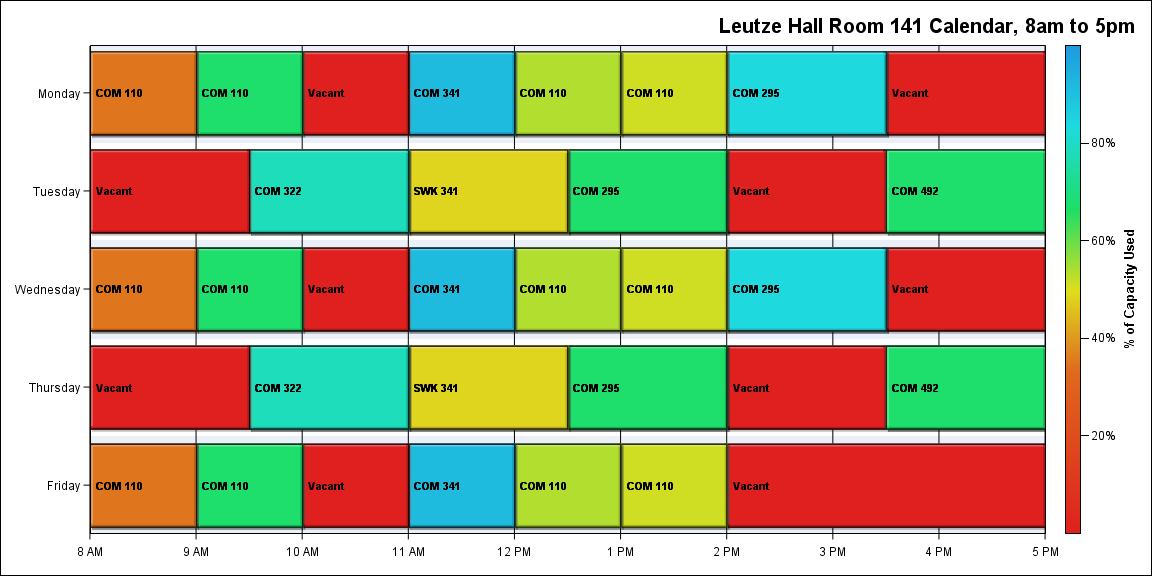 Leutze Hall Room 141 Calendar, 8am to 5pm
Monday
COM 110
COM 110
Vacant
COM 341
COM 110
COM 110
COM 295
Vacant
Tuesday
Vacant
COM 322
SWK 341
COM 295
Vacant
COM 492
Wednesday
COM 110
COM 110
Vacant
COM 341
COM 110
COM 110
COM 295
Vacant
Thursday
Vacant
COM 322
SWK 341
COM 295
Vacant
COM 492
Friday
COM 110
COM 110
Vacant
COM 341
COM 110
COM 110
Vacant
8 AM
9 AM
10 AM
11 AM
12 PM
1 PM
2 PM
3 PM
4 PM
5 PM
80%
60%
40%
20%
% of Capacity Used